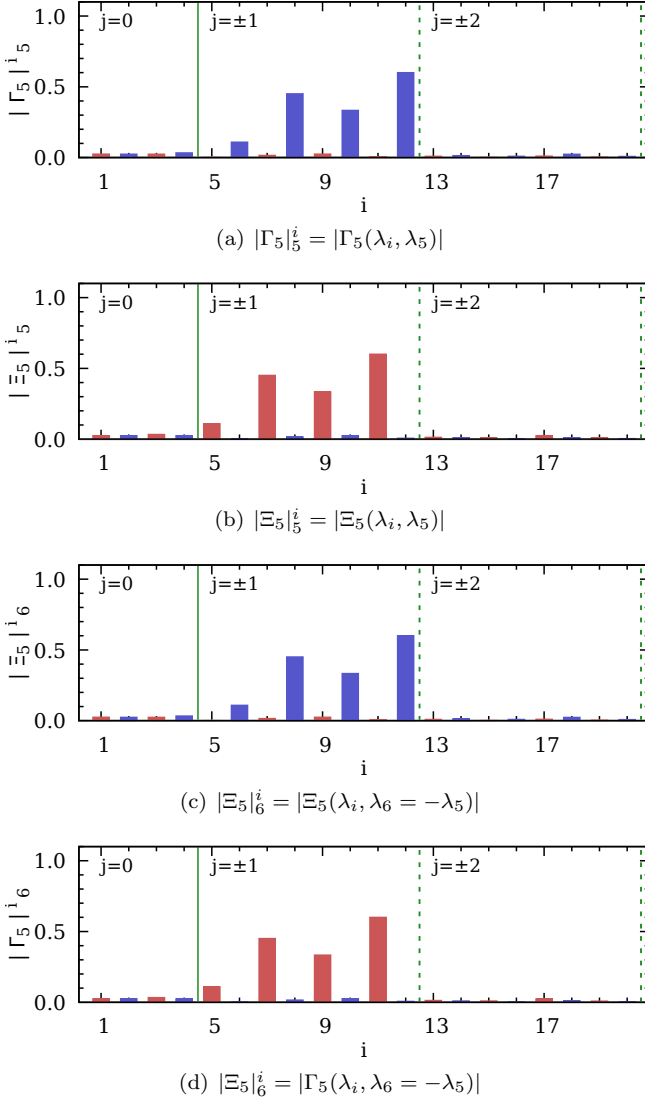 1.0
0.5
0.0
| Γ₅ |ⁱ₅
j=0
j=±1
j=±2
1 5 9 13 17
i
(a) |Γ₅|ⁱ₅ = |Γ₅(λᵢ, λ₅)|
1.0
0.5
0.0
| Ξ₅ |ⁱ₅
j=0
j=±1
j=±2
1 5 9 13 17
i
(b) |Ξ₅|ⁱ₅ = |Ξ₅(λᵢ, λ₅)|
1.0
0.5
0.0
| Ξ₅ |ⁱ₆
j=0
j=±1
j=±2
1 5 9 13 17
i
(c) |Ξ₅|ⁱ₆ = |Ξ₅(λᵢ, λ₆ = −λ₅)|
1.0
0.5
0.0
| Γ₅ |ⁱ₆
j=0
j=±1
j=±2
1 5 9 13 17
i
(d) |Ξ₅|ⁱ₆ = |Γ₅(λᵢ, λ₆ = −λ₅)|